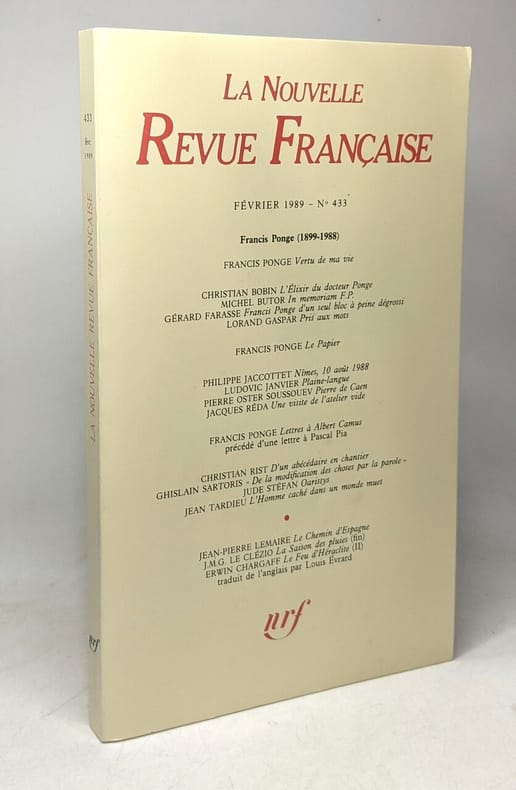 433
févr.
1989
LA NOUVELLE REVUE FRANÇAISE
nrf
LA NOUVELLE
REVUE FRANÇAISE
FÉVRIER 1989 – Nº 433
Francis Ponge (1899-1988)
FRANCIS PONGE Vertu de ma vie
CHRISTIAN BOBIN L'Élixir du docteur Ponge
MICHEL BUTOR In memoriam F.P.
GÉRARD FARASSE Francis Ponge d'un seul bloc à peine dégrossi
LORAND GASPAR Pris aux mots
FRANCIS PONGE Le Papier
PHILIPPE JACCOTTET Nîmes, 10 août 1988
LUDOVIC JANVIER Plaine-langue
PIERRE OSTER SOUSSOUEV Pierre de Caen
JACQUES RÉDA Une visite de l'atelier vide
FRANCIS PONGE Lettres à Albert Camus
précédé d'une lettre à Pascal Pia
CHRISTIAN RIST D'un abécédaire en chantier
GHISLAIN SARTORIS - De la modification des choses par la parole -
JUDE STÉFAN Oaristys
JEAN TARDIEU L'Homme caché dans un monde muet
JEAN-PIERRE LEMAIRE Le Chemin d'Espagne
J.M.G. LE CLÉZIO La Saison des pluies (fin)
ERWIN CHARGAFF Le Feu d'Héraclite (II)
traduit de l'anglais par Louis Évrard
nrf